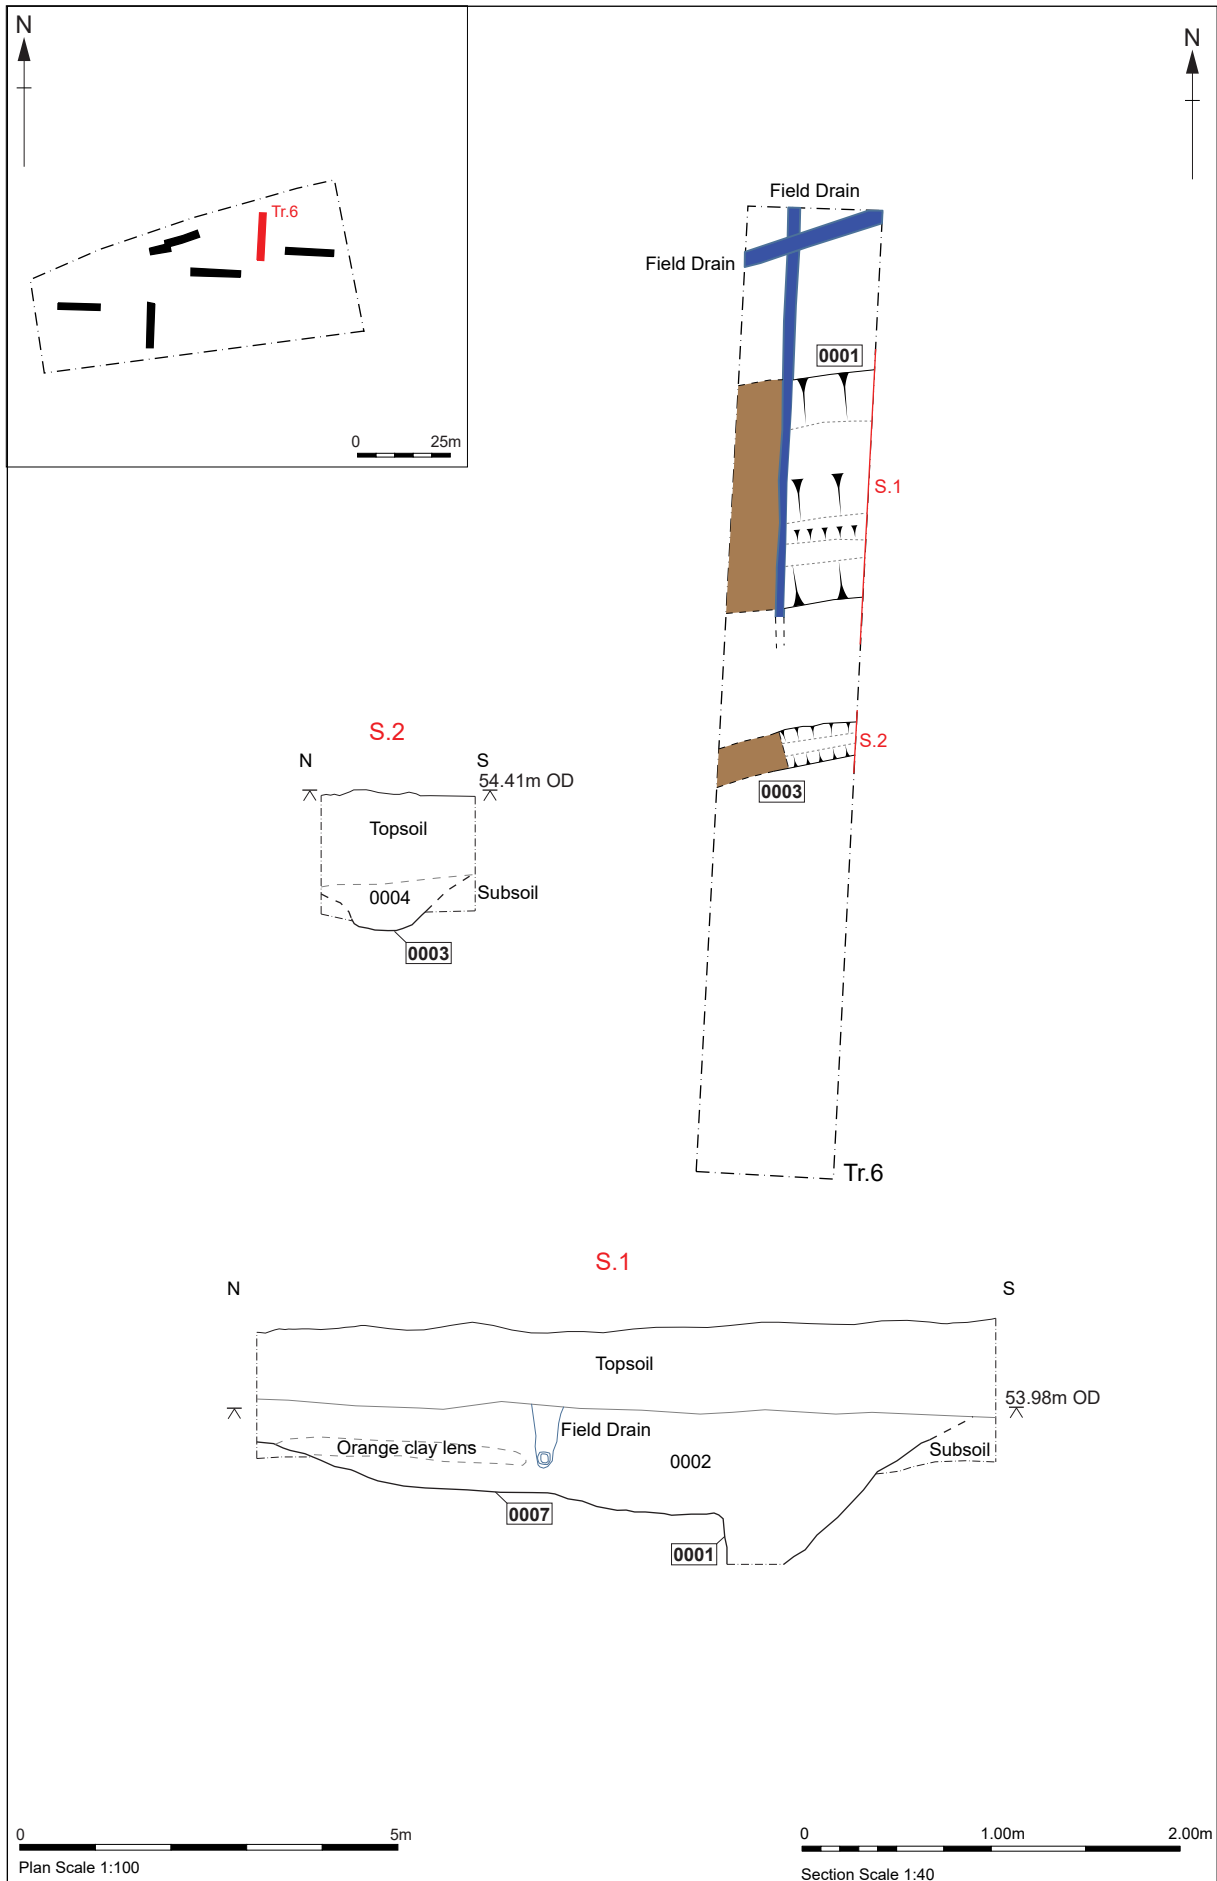 N
Tr.6
0 25m
N
Field Drain
Field Drain
0001
S.1
S.2
0003
Tr.6
S.2
N S
54.41m OD
Topsoil
0004
Subsoil
0003
S.1
N S
Topsoil
53.98m OD
Field Drain
Orange clay lens
0002
Subsoil
0007
0001
0 5m
Plan Scale 1:100
0 1.00m 2.00m
Section Scale 1:40